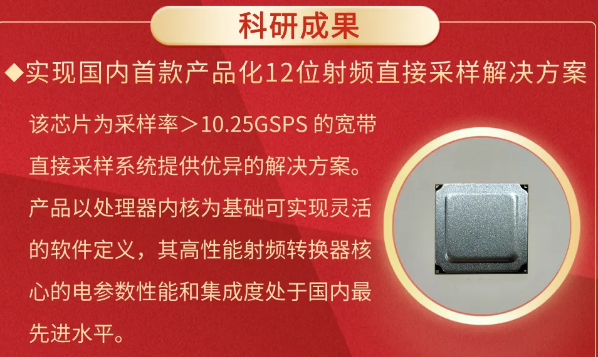 科研成果
◆实现国内首款产品化12位射频直接采样解决方案
该芯片为采样率＞10.25GSPS 的宽带
直接采样系统提供优异的解决方案。
产品以处理器内核为基础可实现灵活
的软件定义，其高性能射频转换器核
心的电参数性能和集成度处于国内最
先进水平。